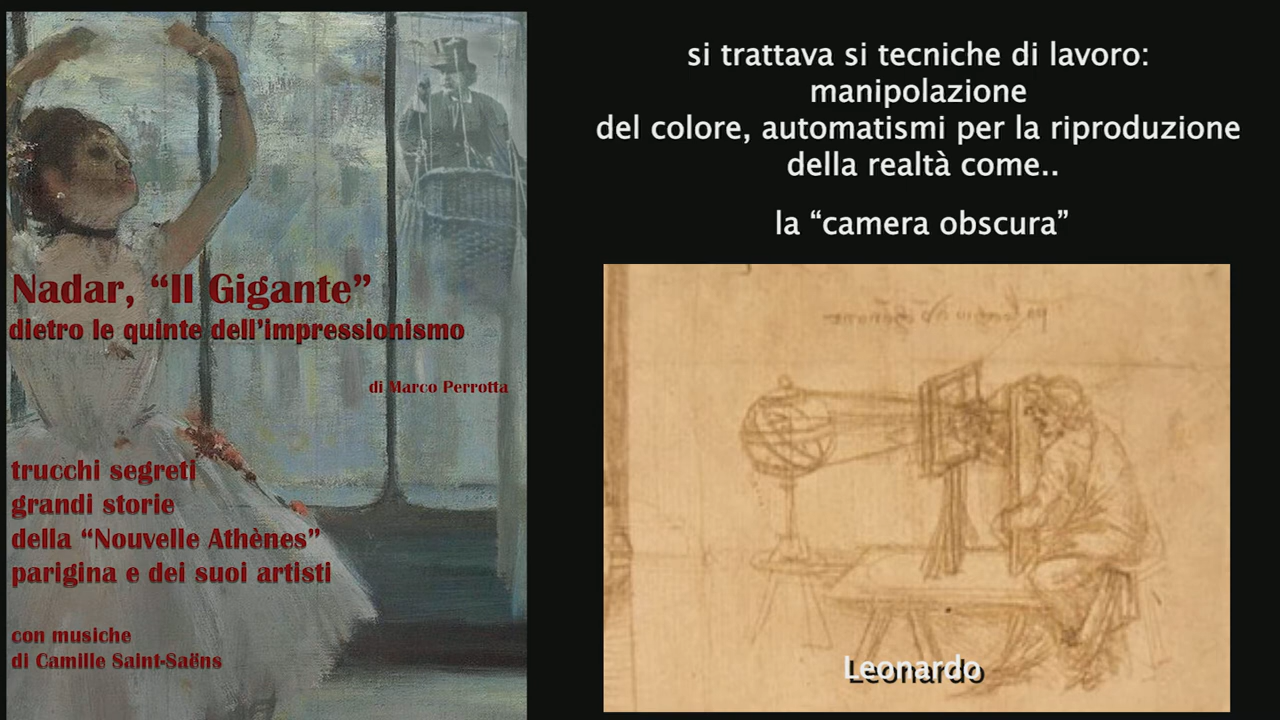 Nadar, “Il Gigante”
dietro le quinte dell’impressionismo
di Marco Perrotta
trucchi segreti
grandi storie
della “Nouvelle Athènes”
parigina e dei suoi artisti
con musiche
di Camille Saint-Saëns
si trattava si tecniche di lavoro:
manipolazione
del colore, automatismi per la riproduzione
della realtà come..
la “camera obscura”
Leonardo